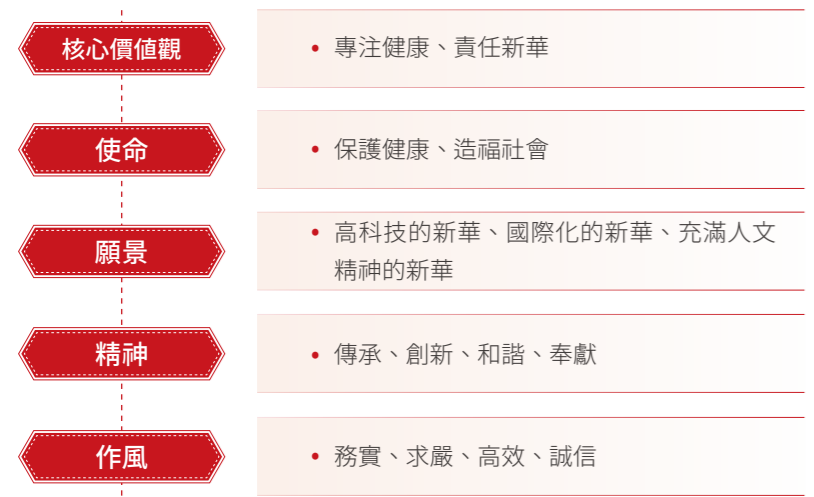 核心價值觀
• 專注健康、責任新華
使命
• 保護健康、造福社會
願景
• 高科技的新華、國際化的新華、充滿人文
精神的新華
精神
• 傳承、創新、和諧、奉獻
作風
• 務實、求嚴、高效、誠信